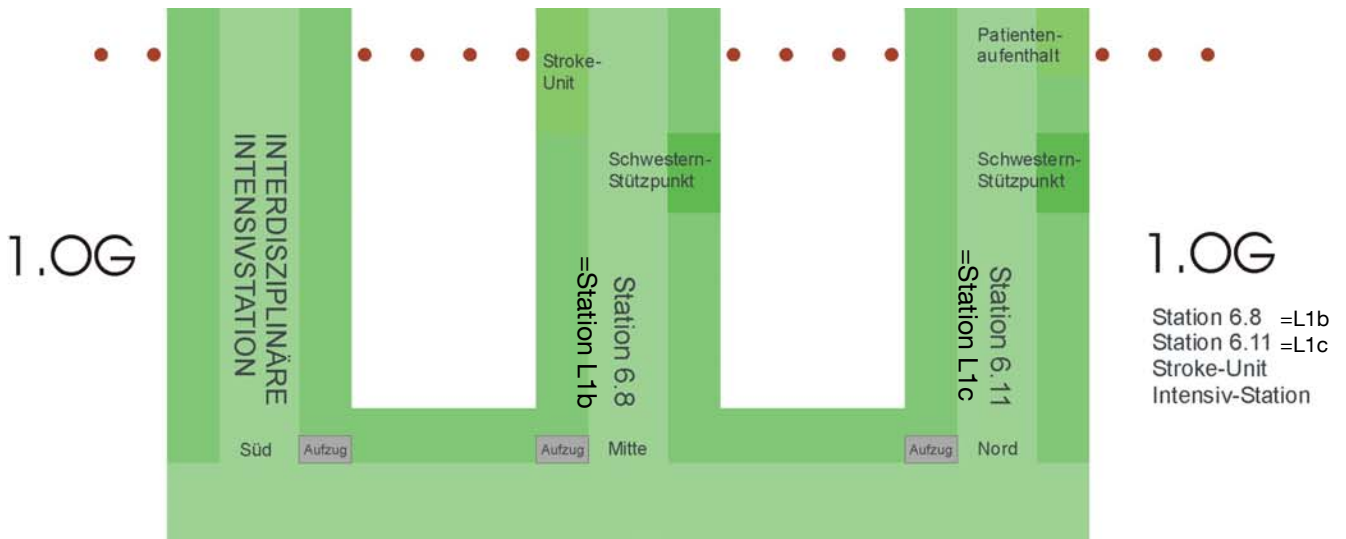 1.OG
INTERDISZIPLINÄRE
INTENSIVSTATION
Süd
Aufzug
Stroke-
Unit
Schwestern-
Stützpunkt
Station 6.8
=Station L1b
Aufzug
Mitte
Patienten-
aufenthalt
Schwestern-
Stützpunkt
Station 6.11
=Station L1c
Aufzug
Nord
1.OG
Station 6.8 =L1b
Station 6.11 =L1c
Stroke-Unit
Intensiv-Station